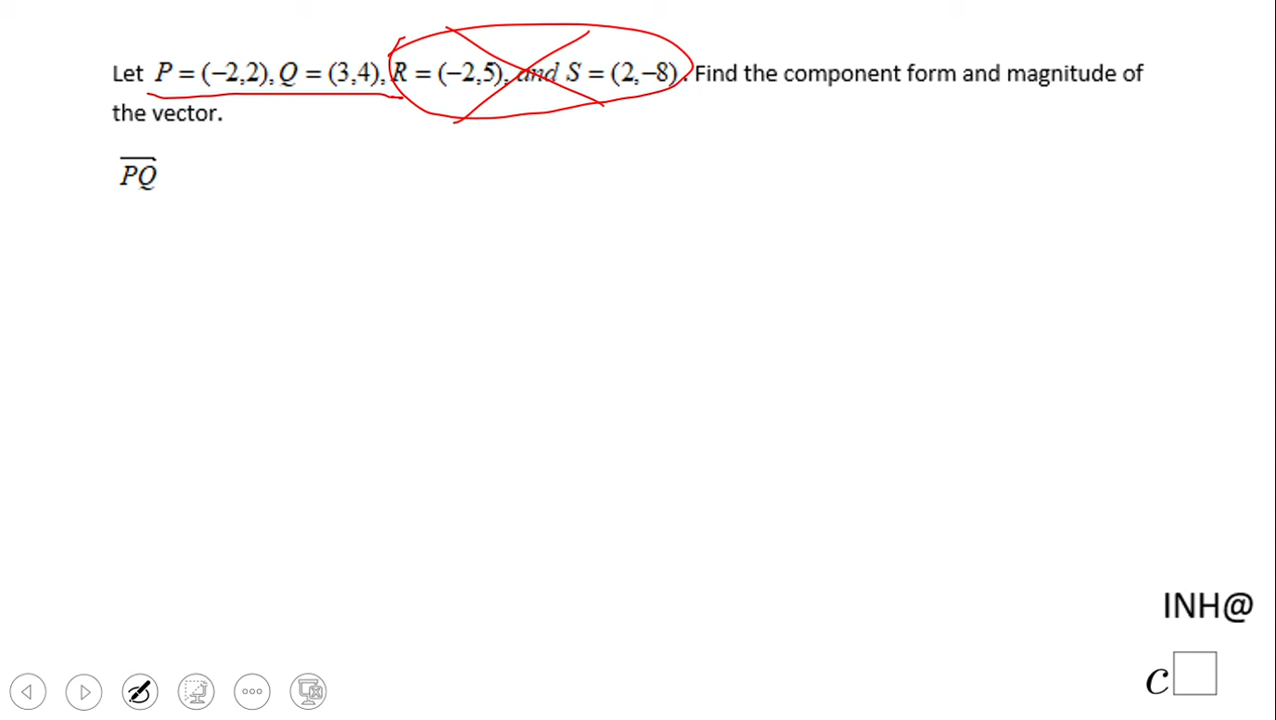 Let P = (−2,2), Q = (3,4), R = (−2,5), and S = (2,−8). Find the component form and magnitude of
the vector.
PQ
INH@
c